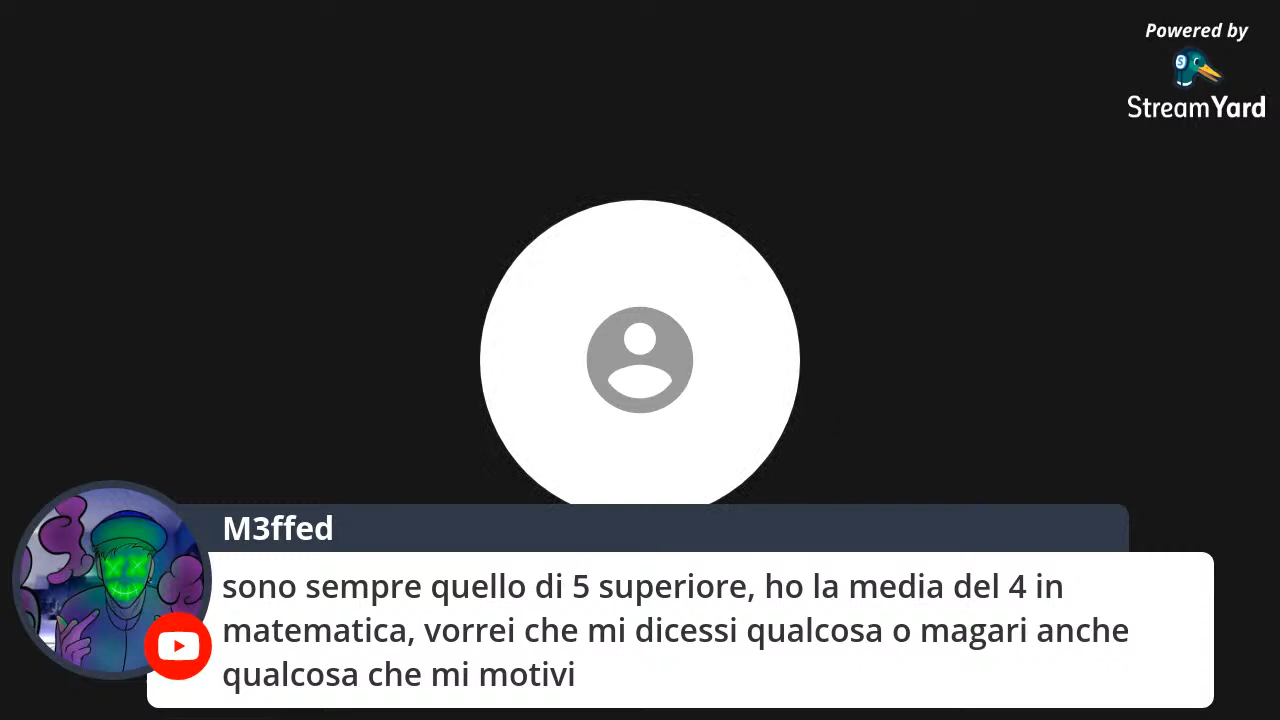 Powered by
StreamYard
M3ffed
sono sempre quello di 5 superiore, ho la media del 4 in
matematica, vorrei che mi dicessi qualcosa o magari anche
qualcosa che mi motivi